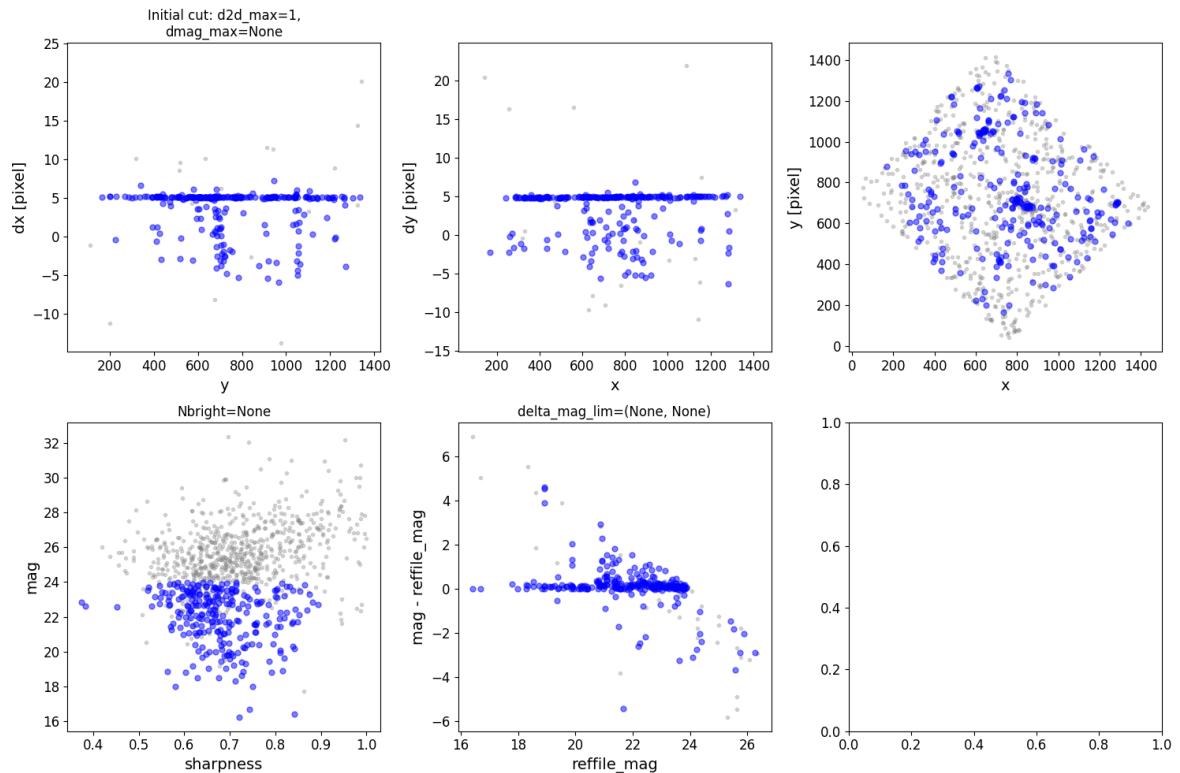 Initial cut: d2d_max=1,
dmag_max=None
25
20
15
10
5
0
−5
−10
200 400 600 800 1000 1200 1400
dx [pixel]
y
20
15
10
5
0
−5
−10
−15
200 400 600 800 1000 1200 1400
dy [pixel]
x
1400
1200
1000
800
600
400
200
0
0 200 400 600 800 1000 1200 1400
y [pixel]
x
Nbright=None
32
30
28
26
24
22
20
18
16
0.4 0.5 0.6 0.7 0.8 0.9 1.0
mag
sharpness
delta_mag_lim=(None, None)
6
4
2
0
−2
−4
−6
16 18 20 22 24 26
mag - reffile_mag
reffile_mag
1.0
0.8
0.6
0.4
0.2
0.0
0.0 0.2 0.4 0.6 0.8 1.0